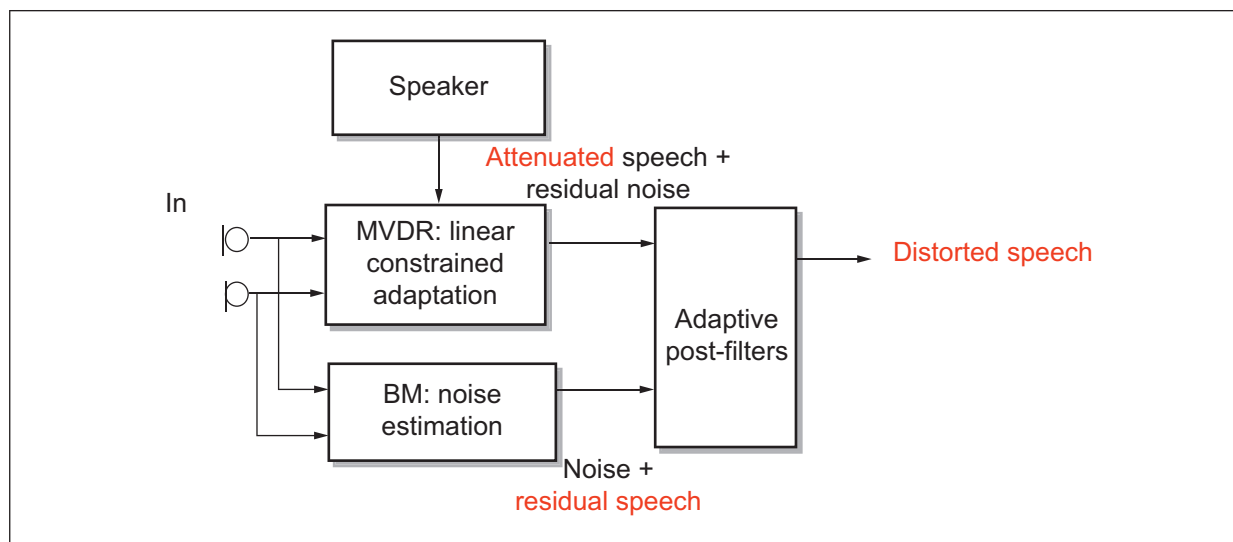 Speaker
Attenuated speech +
residual noise
In
MVDR: linear
constrained
adaptation
Distorted speech
Adaptive
post-filters
BM: noise
estimation
Noise +
residual speech